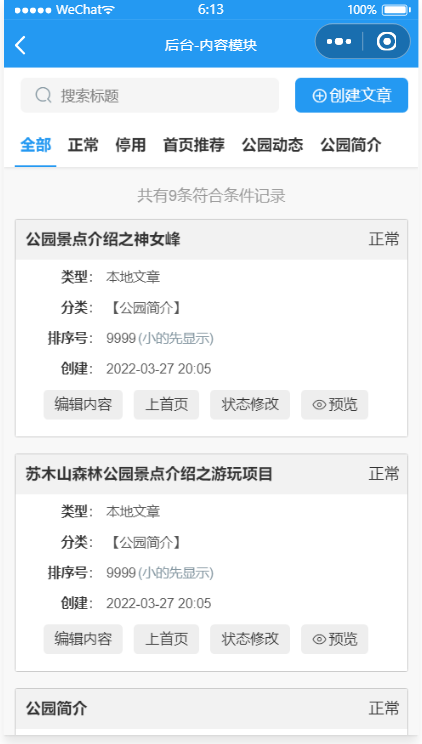 WeChat 6:13 100%
后台-内容模块
搜索标题 创建文章
全部 正常 停用 首页推荐 公园动态 公园简介
共有9条符合条件记录
公园景点介绍之神女峰 正常
类型: 本地文章
分类: 【公园简介】
排序号: 9999(小的先显示)
创建: 2022-03-27 20:05
编辑内容 上首页 状态修改 预览
苏木山森林公园景点介绍之游玩项目 正常
类型: 本地文章
分类: 【公园简介】
排序号: 9999(小的先显示)
创建: 2022-03-27 20:05
编辑内容 上首页 状态修改 预览
公园简介 正常